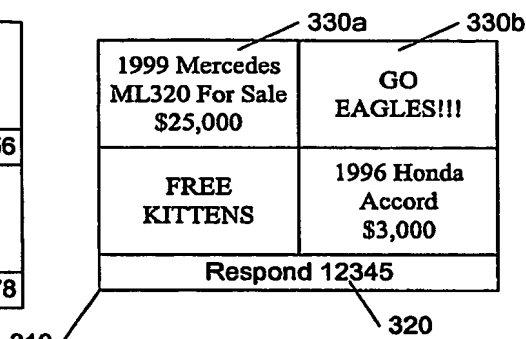 330a 330b
1999 Mercedes
ML320 For Sale
$25,000
GO
EAGLES!!!
FREE
KITTENS
1996 Honda
Accord
$3,000
Respond 12345
320